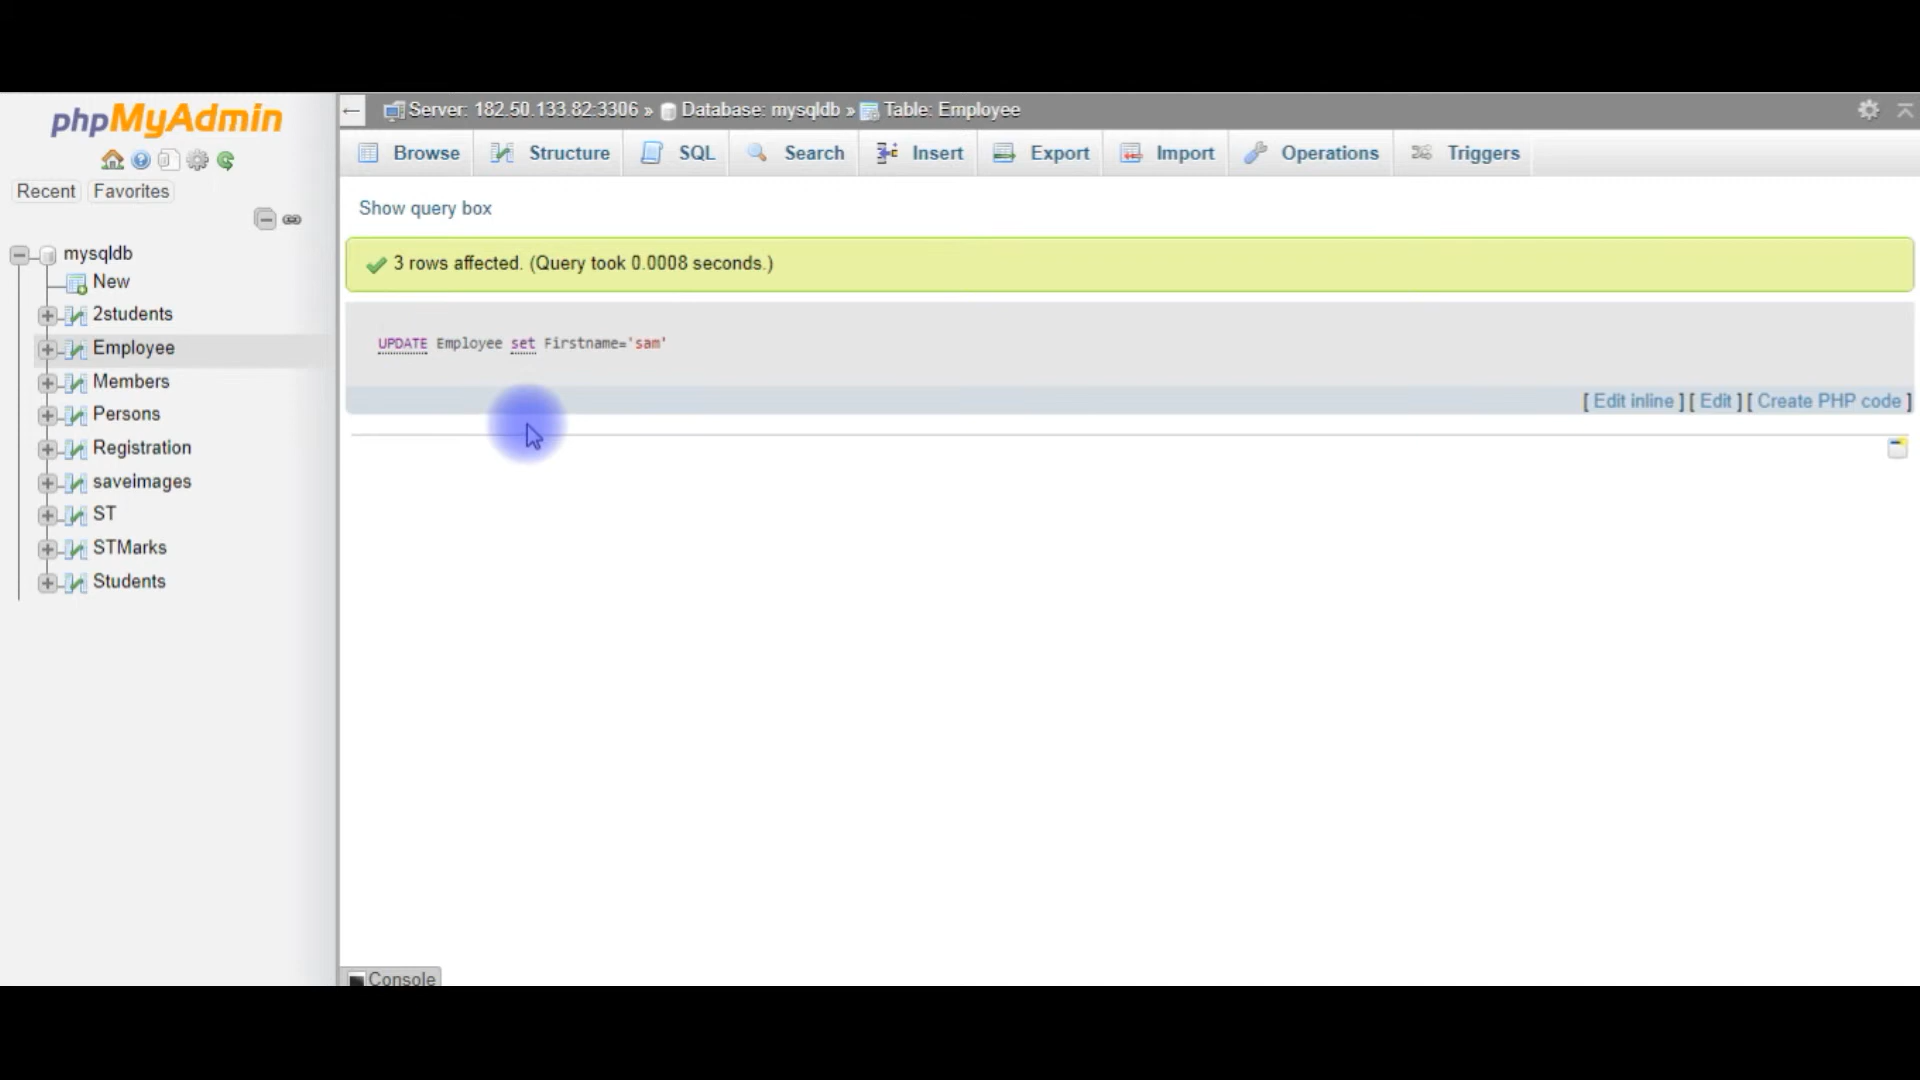 phpMyAdmin
Recent Favorites
mysqldb
New
2students
Employee
Members
Persons
Registration
saveimages
ST
STMarks
Students
Server: 182.50.133.82:3306 » Database: mysqldb » Table: Employee
Browse Structure SQL Search Insert Export Import Operations Triggers
Show query box
3 rows affected. (Query took 0.0008 seconds.)
UPDATE Employee set Firstname='sam'
[ Edit inline ] [ Edit ] [ Create PHP code ]
Console